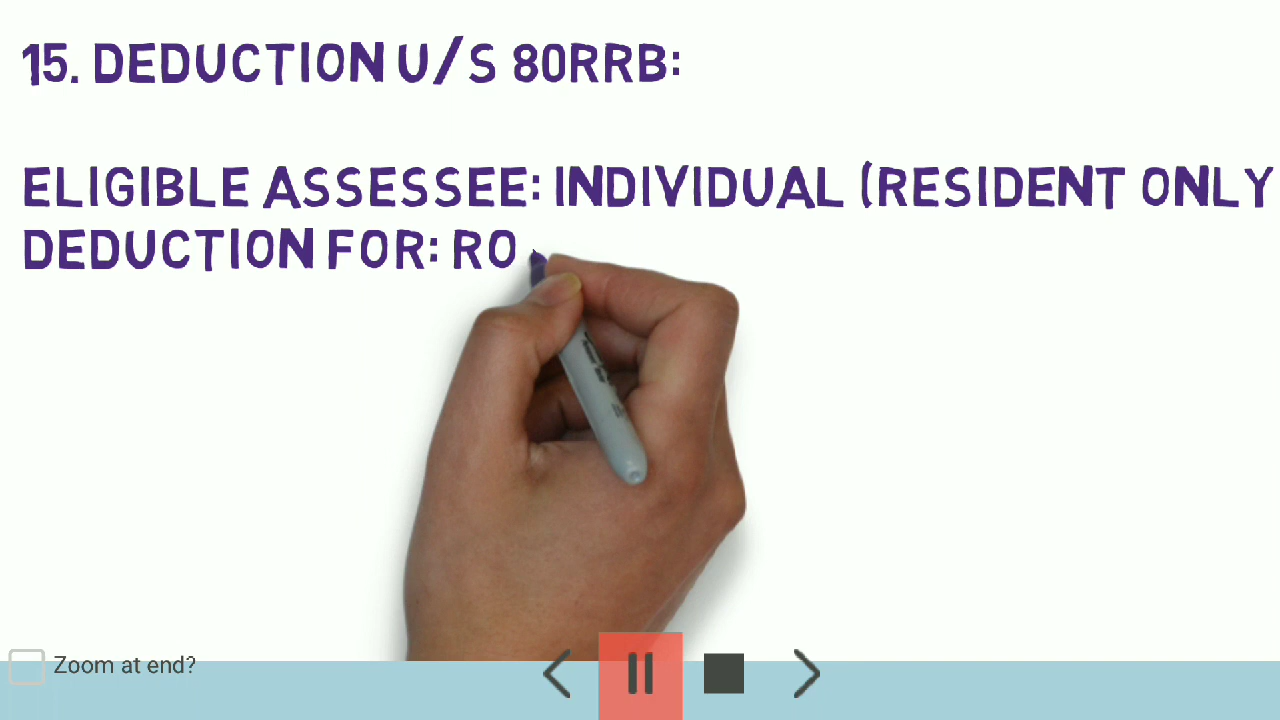 15. DEDUCTION U/S 80RRB:
ELIGIBLE ASSESSEE: INDIVIDUAL (RESIDENT ONLY
DEDUCTION FOR: RO
Zoom at end?